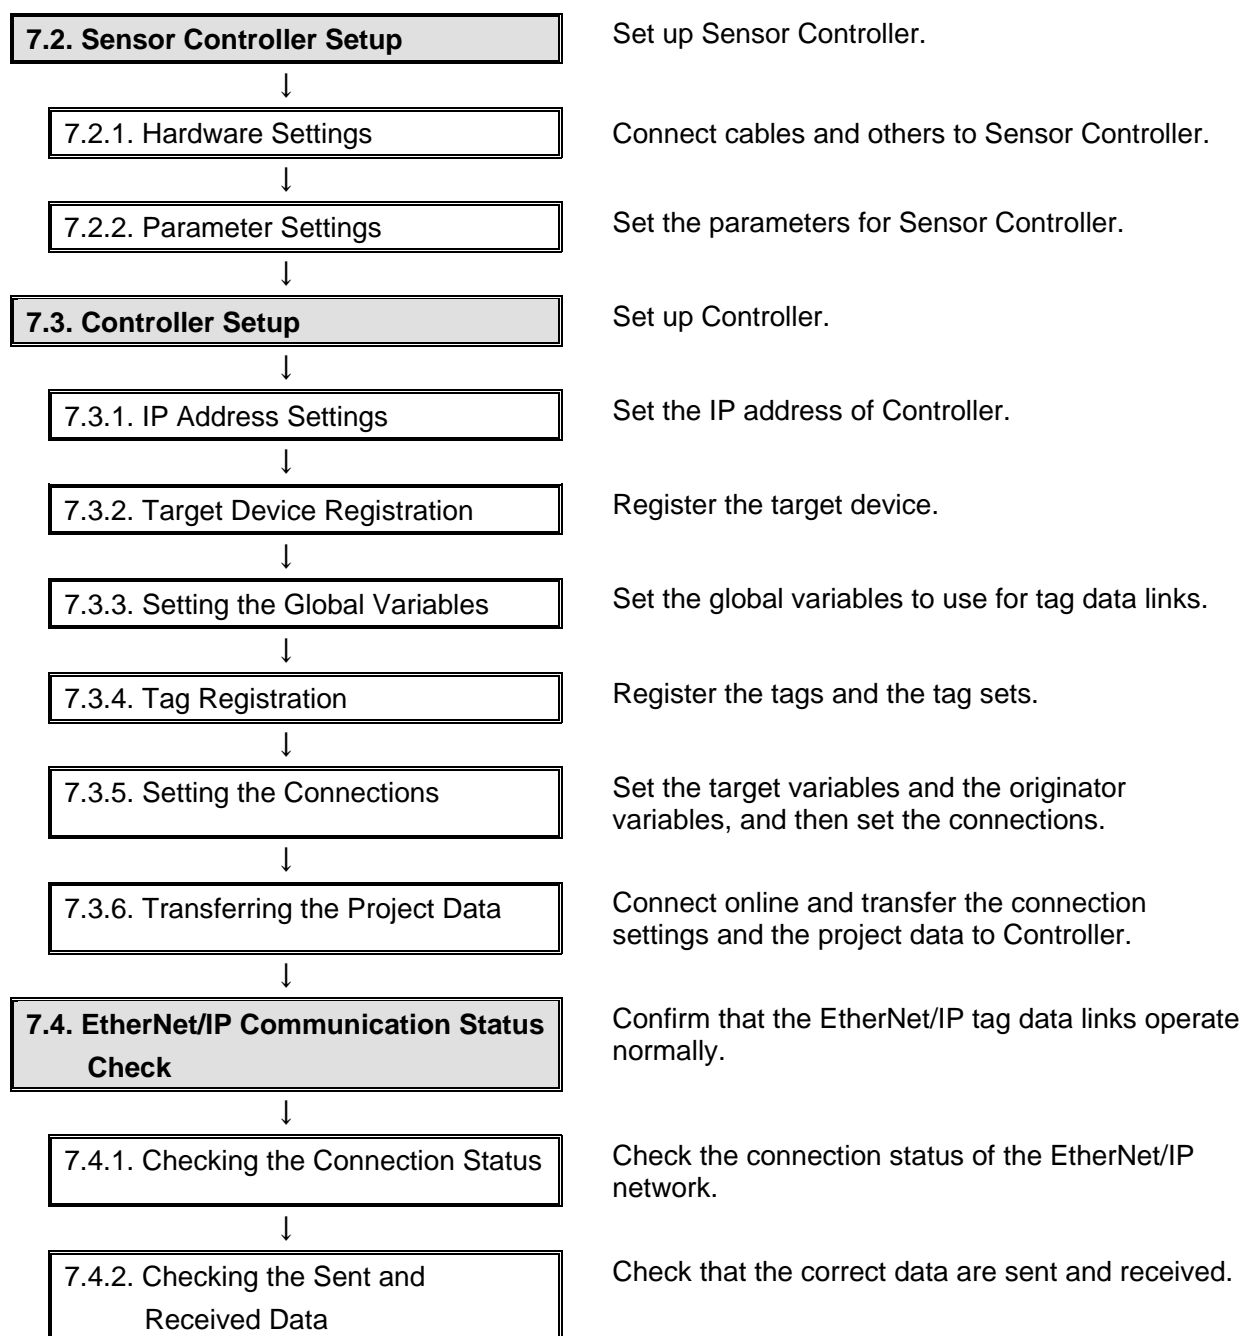 7.2. Sensor Controller Setup
Set up Sensor Controller.
↓
7.2.1. Hardware Settings
Connect cables and others to Sensor Controller.
↓
7.2.2. Parameter Settings
Set the parameters for Sensor Controller.
↓
7.3. Controller Setup
Set up Controller.
↓
7.3.1. IP Address Settings
Set the IP address of Controller.
↓
7.3.2. Target Device Registration
Register the target device.
↓
7.3.3. Setting the Global Variables
Set the global variables to use for tag data links.
↓
7.3.4. Tag Registration
Register the tags and the tag sets.
↓
7.3.5. Setting the Connections
Set the target variables and the originator
variables, and then set the connections.
↓
7.3.6. Transferring the Project Data
Connect online and transfer the connection
settings and the project data to Controller.
↓
7.4. EtherNet/IP Communication Status
Check
Confirm that the EtherNet/IP tag data links operate
normally.
↓
7.4.1. Checking the Connection Status
Check the connection status of the EtherNet/IP
network.
↓
7.4.2. Checking the Sent and
Received Data
Check that the correct data are sent and received.